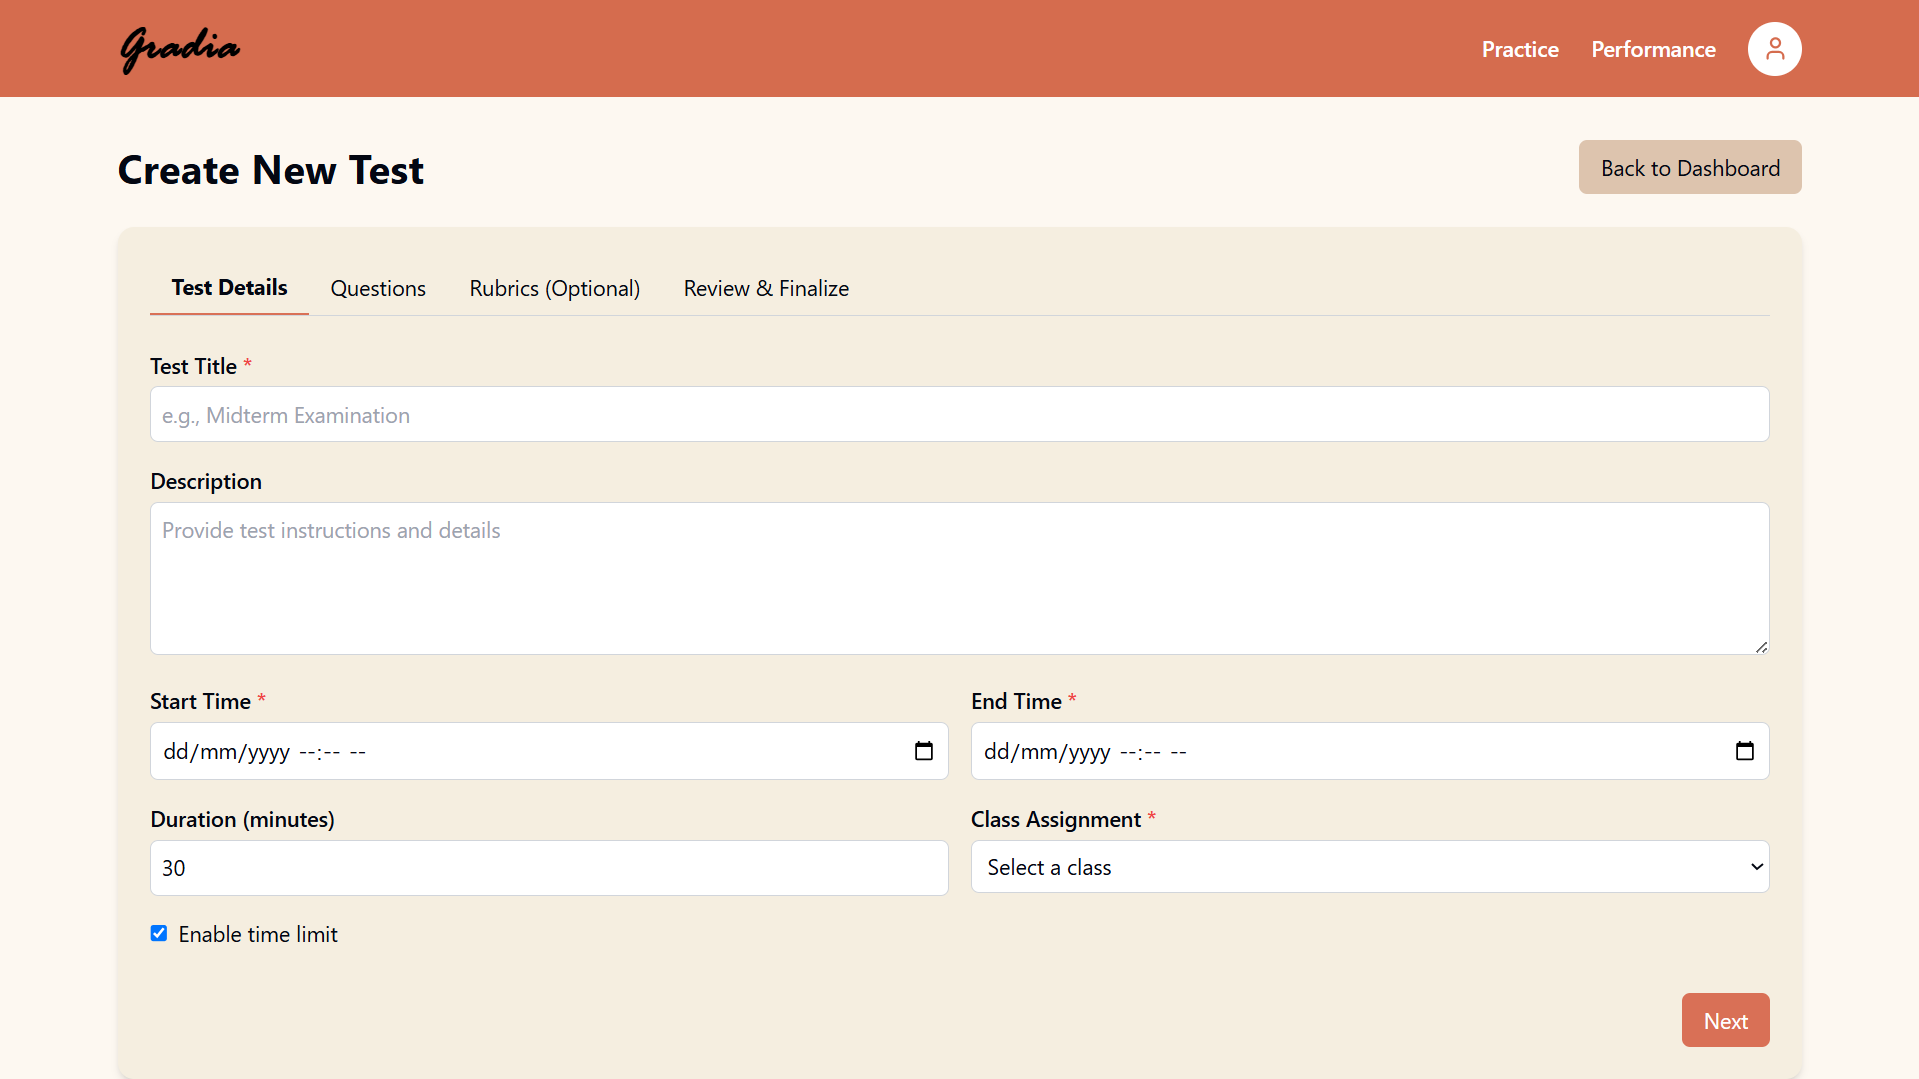 Gradia
Practice
Performance
Create New Test
Back to Dashboard
Test Details
Questions
Rubrics (Optional)
Review & Finalize
Test Title *
e.g., Midterm Examination
Description
Provide test instructions and details
Start Time *
End Time *
dd/mm/yyyy --:-- --
dd/mm/yyyy --:-- --
Duration (minutes)
Class Assignment *
30
Select a class
Enable time limit
Next